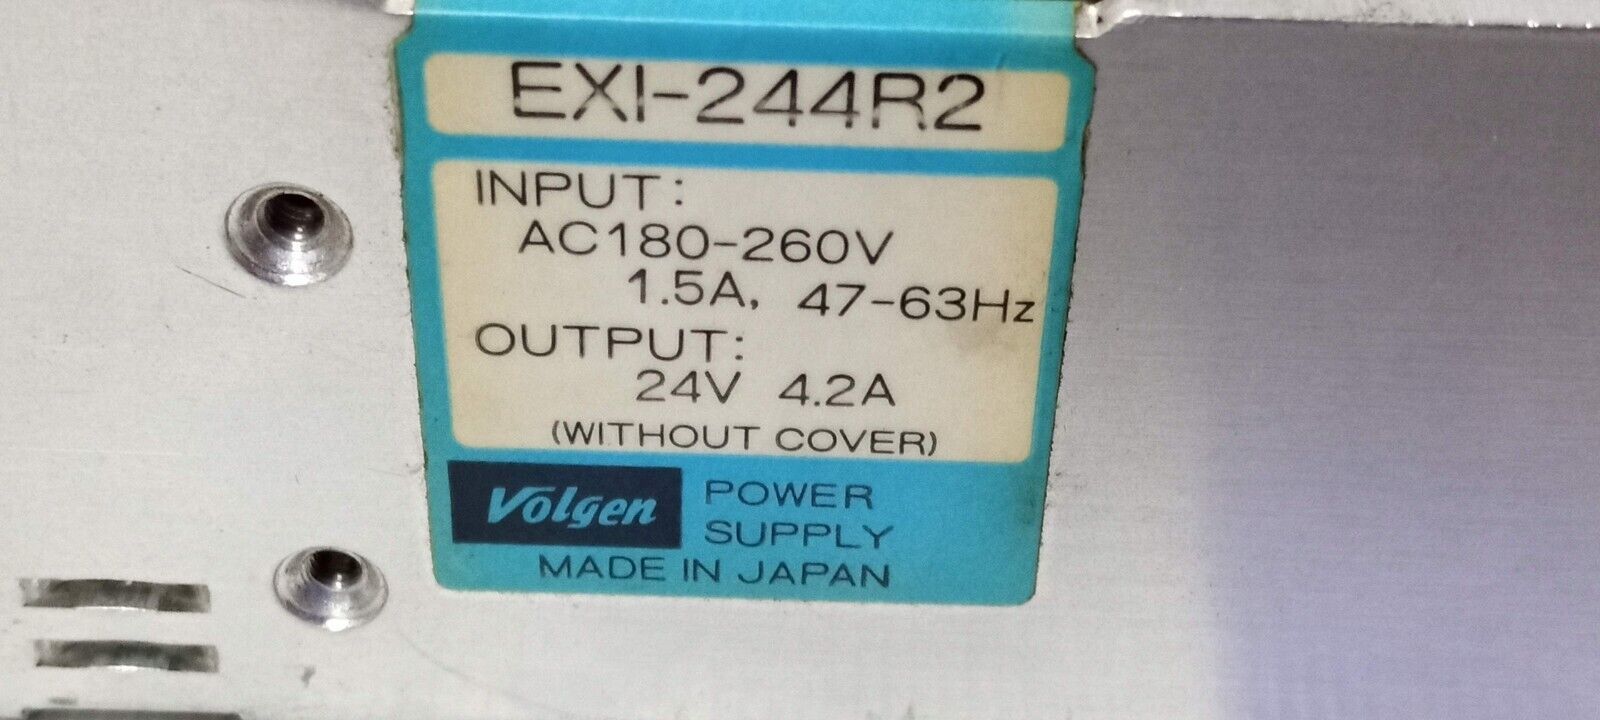 EXI-244R2
INPUT:
AC180-260V
1.5A, 47-63Hz
OUTPUT:
24V 4.2A
(WITHOUT COVER)
Volgen POWER
SUPPLY
MADE IN JAPAN